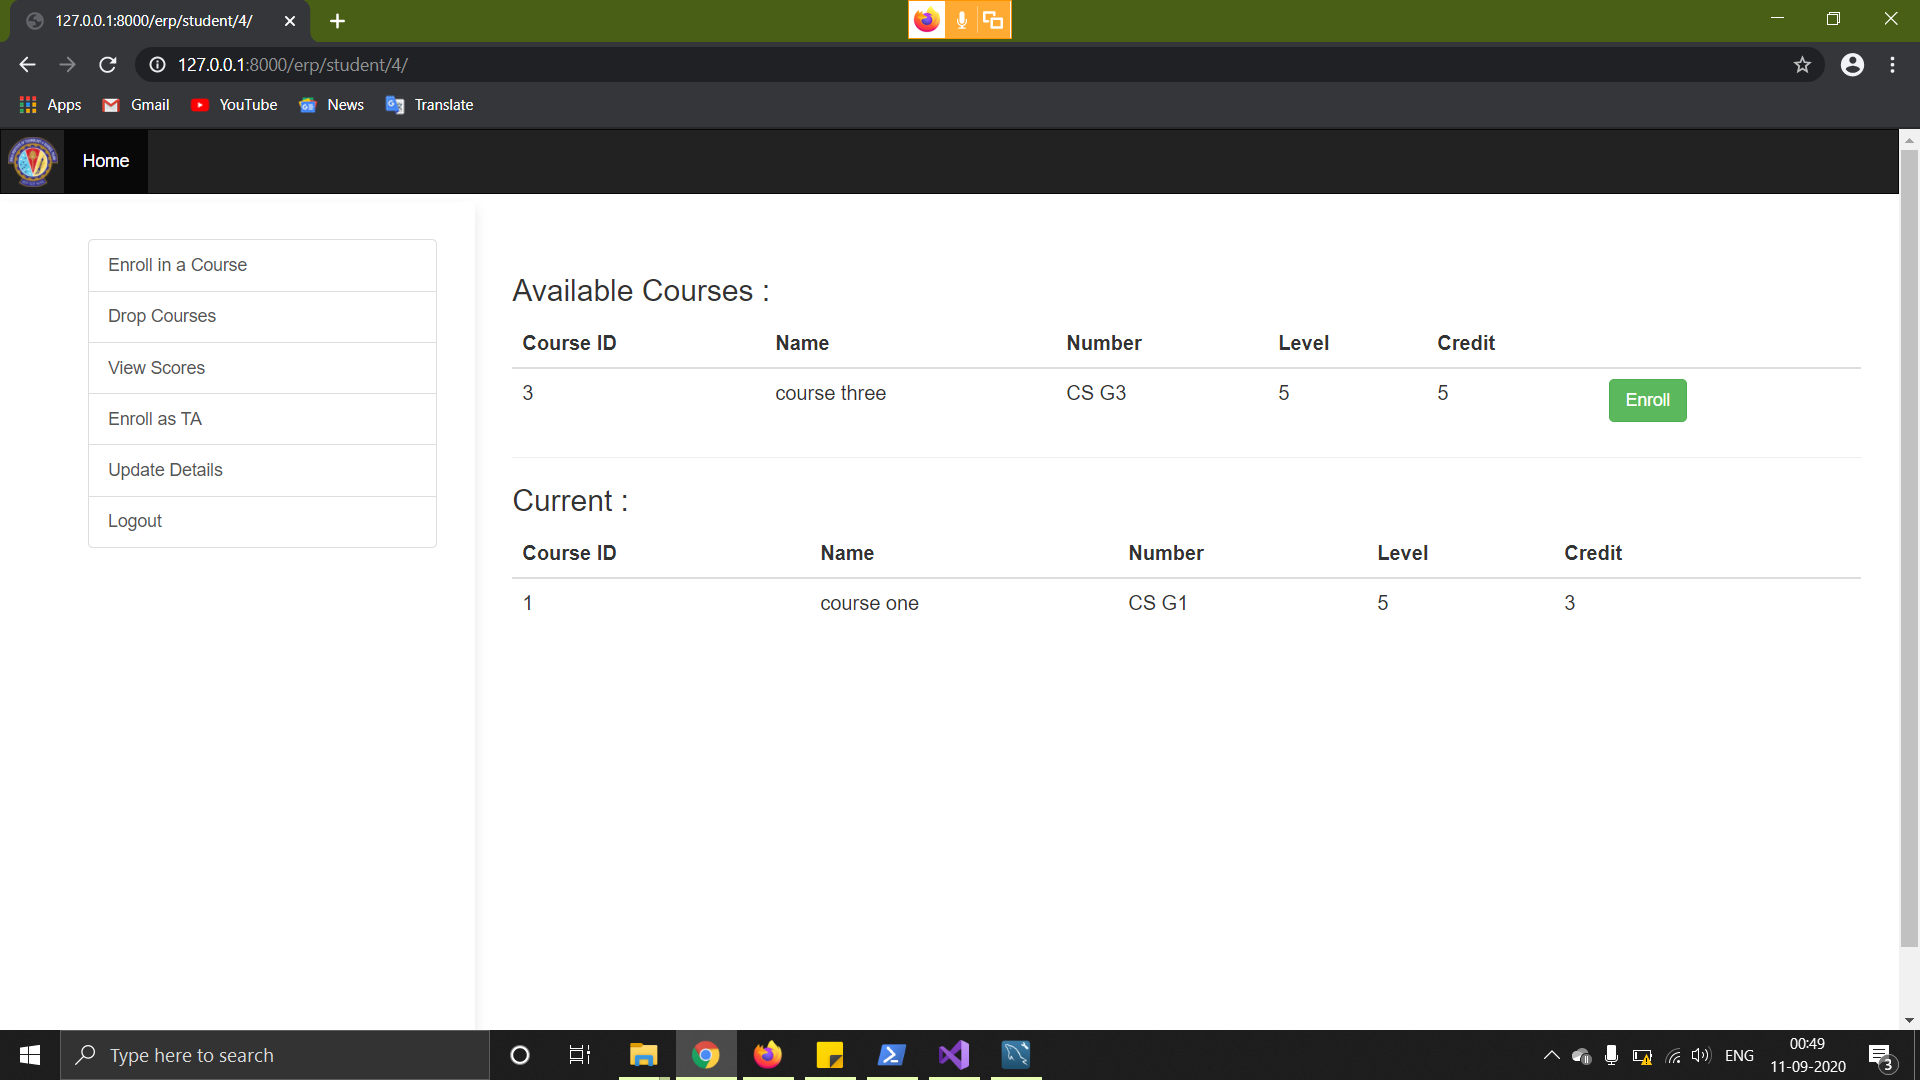 127.0.0.1:8000/erp/student/4/
127.0.0.1:8000/erp/student/4/
Apps Gmail YouTube News Translate
Home
Enroll in a Course
Drop Courses
View Scores
Enroll as TA
Update Details
Logout
Available Courses :
Course ID Name Number Level Credit
3 course three CS G3 5 5 Enroll
Current :
Course ID Name Number Level Credit
1 course one CS G1 5 3
Type here to search
ENG
00:49
11-09-2020
3